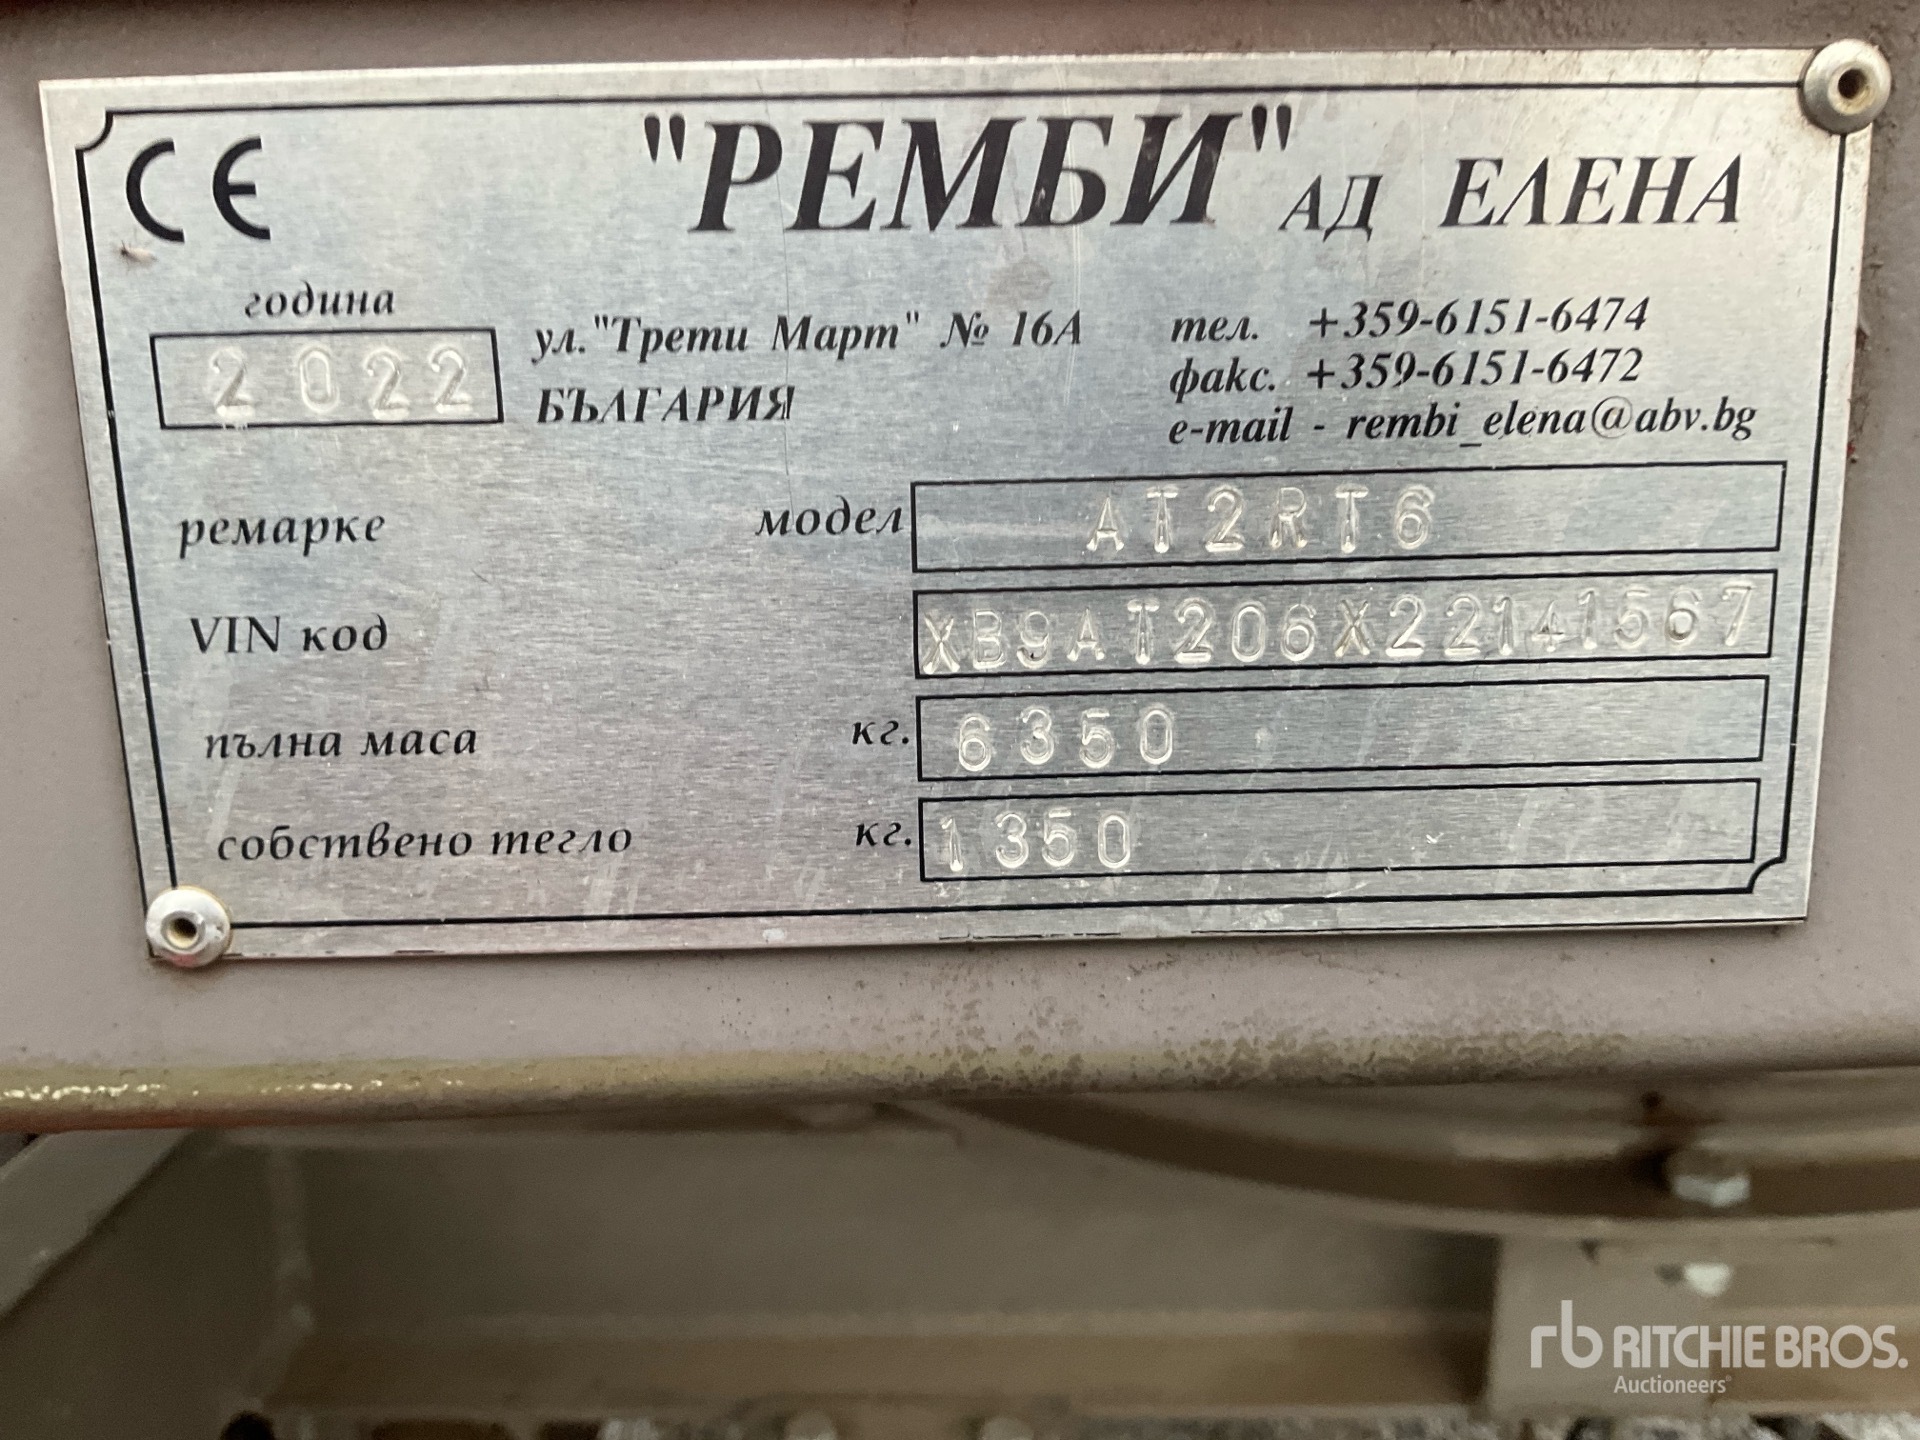 CE "РЕМБИ" АД ЕЛЕНА
година
2022
ул."Трети Март" № 16А
БЪЛГАРИЯ
тел. +359-6151-6474
факс. +359-6151-6472
e-mail - rembi_elena@abv.bg
ремарке модел AT2RT6
VIN код XB9AT206X22141567
пълна маса кг. 6350
собствено тегло кг. 1350
rb RITCHIE BROS.
Auctioneers